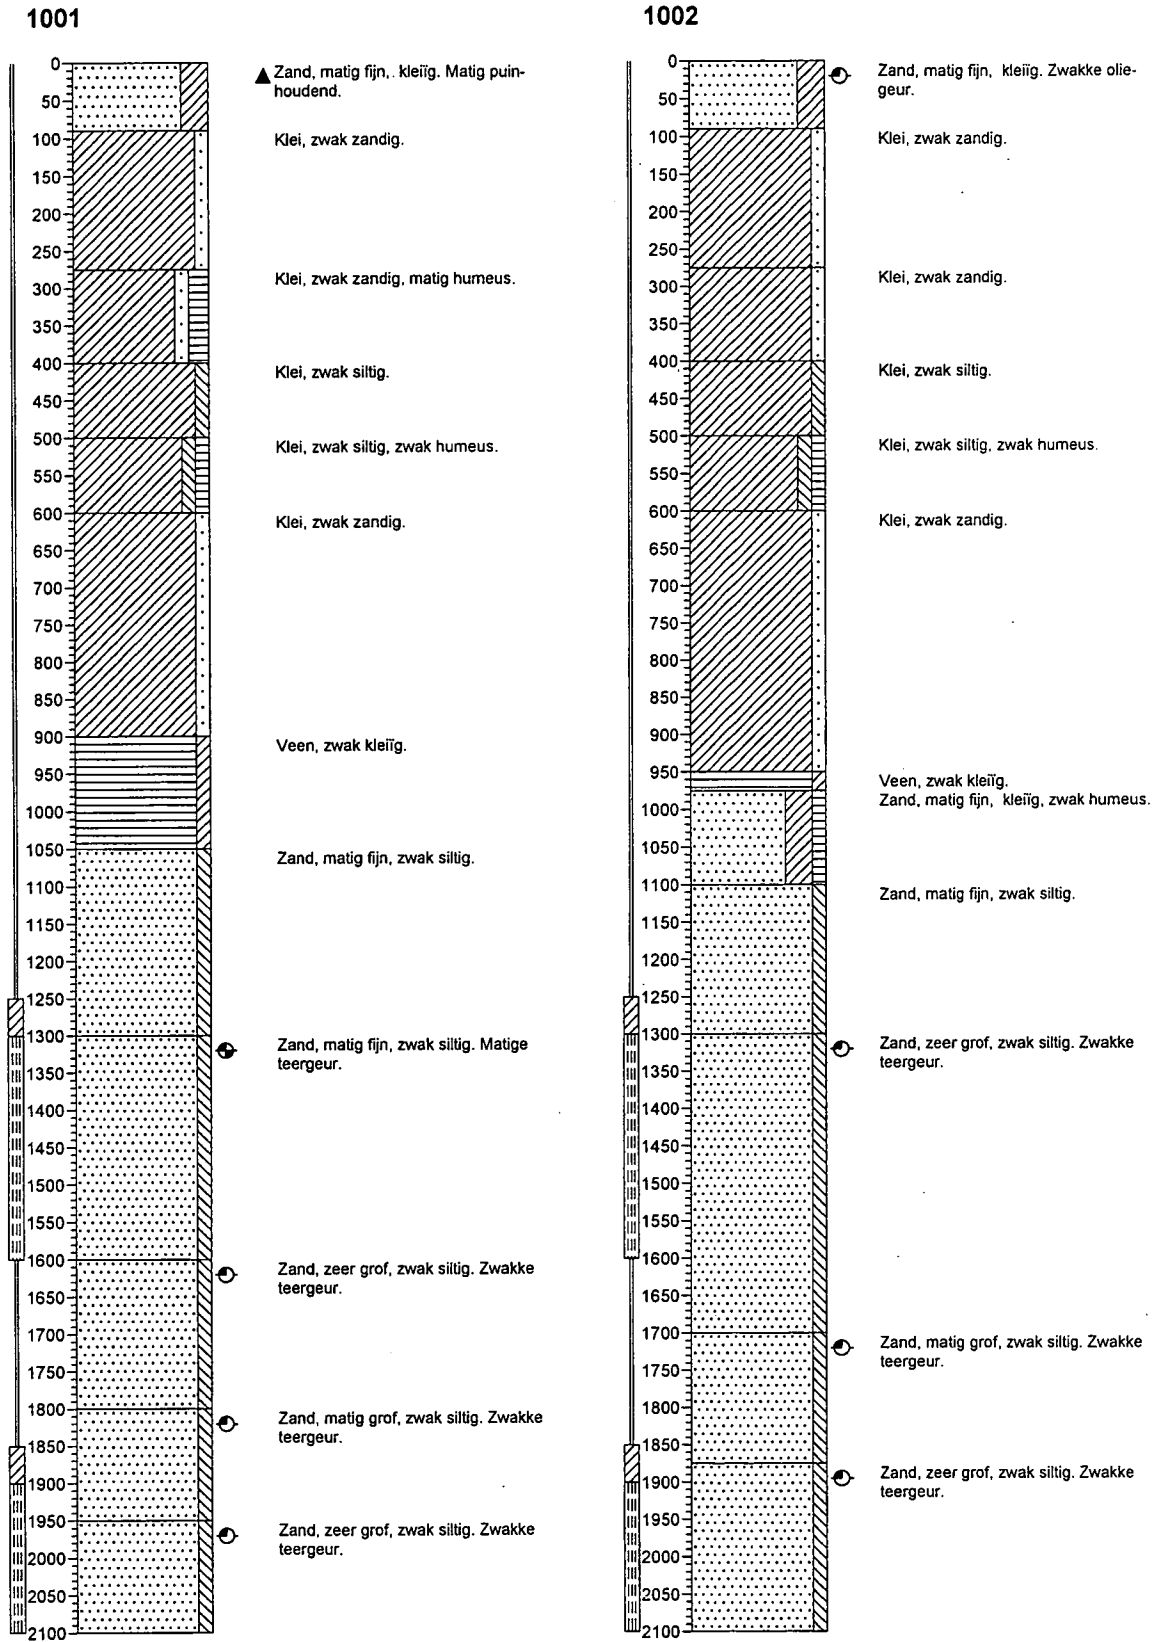 1001
0
50
100
150
200
250
300
350
400
450
500
550
600
650
700
750
800
850
900
950
1000
1050
1100
1150
1200
1250
1300
1350
1400
1450
1500
1550
1600
1650
1700
1750
1800
1850
1900
1950
2000
2050
2100
Zand, matig fijn, kleiïg. Matig puin-
houdend.
Klei, zwak zandig.
Klei, zwak zandig, matig humeus.
Klei, zwak siltig.
Klei, zwak siltig, zwak humeus.
Klei, zwak zandig.
Veen, zwak kleiïg.
Zand, matig fijn, zwak siltig.
Zand, matig fijn, zwak siltig. Matige
teergeur.
Zand, zeer grof, zwak siltig. Zwakke
teergeur.
Zand, matig grof, zwak siltig. Zwakke
teergeur.
Zand, zeer grof, zwak siltig. Zwakke
teergeur.
1002
0
50
100
150
200
250
300
350
400
450
500
550
600
650
700
750
800
850
900
950
1000
1050
1100
1150
1200
1250
1300
1350
1400
1450
1500
1550
1600
1650
1700
1750
1800
1850
1900
1950
2000
2050
2100
Zand, matig fijn, kleiïg. Zwakke olie-
geur.
Klei, zwak zandig.
Klei, zwak zandig.
Klei, zwak siltig.
Klei, zwak siltig, zwak humeus.
Klei, zwak zandig.
Veen, zwak kleiïg.
Zand, matig fijn, kleiïg, zwak humeus.
Zand, matig fijn, zwak siltig.
Zand, zeer grof, zwak siltig. Zwakke
teergeur.
Zand, matig grof, zwak siltig. Zwakke
teergeur.
Zand, zeer grof, zwak siltig. Zwakke
teergeur.